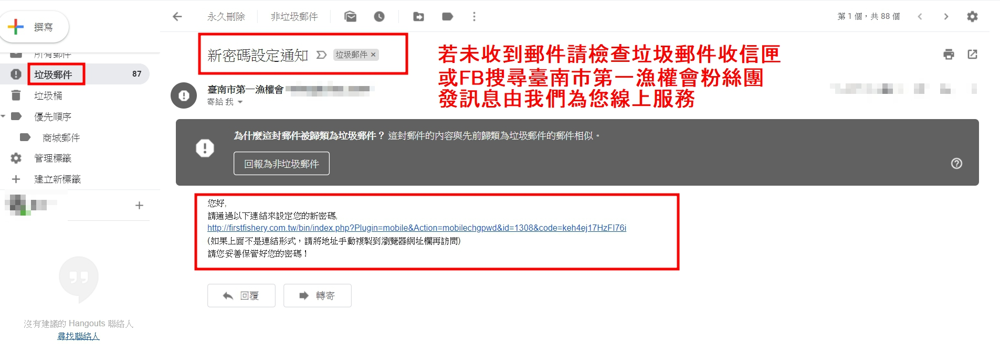 撰寫
所有郵件
垃圾郵件 87
垃圾桶
優先順序
商城郵件
管理標籤
建立新標籤
沒有建議的 Hangouts 聯絡人
尋找聯絡人
永久刪除 非垃圾郵件
第 1 個，共 88 個
新密碼設定通知 垃圾郵件 ×
臺南市第一漁權會
寄給 我
若未收到郵件請檢查垃圾郵件收信匣
或FB搜尋臺南市第一漁權會粉絲團
發訊息由我們為您線上服務
為什麼這封郵件被歸類為垃圾郵件？ 這封郵件的內容與先前歸類為垃圾郵件的郵件相似。
回報為非垃圾郵件
您好,
請通過以下連結來設定您的新密碼,
http://firstfishery.com.tw/bin/index.php?Plugin=mobile&Action=mobilechgpwd&id=1308&code=keh4ej17HzFI76i
(如果上面不是連結形式，請將地址手動複製到瀏覽器網址欄再訪問)
請您妥善保管好您的密碼！
回覆
轉寄